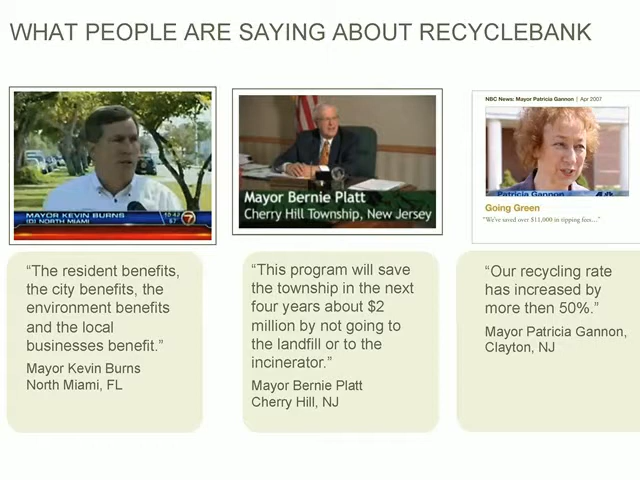 WHAT PEOPLE ARE SAYING ABOUT RECYCLEBANK
MAYOR KEVIN BURNS
(D) NORTH MIAMI
7
Mayor Bernie Platt
Cherry Hill Township, New Jersey
NBC News: Mayor Patricia Gannon | Apr 2007
Patricia Gannon
Going Green
"We've saved over $11,000 in tipping fees..."
“The resident benefits,
the city benefits, the
environment benefits
and the local
businesses benefit.”
Mayor Kevin Burns
North Miami, FL
“This program will save
the township in the next
four years about $2
million by not going to
the landfill or to the
incinerator.”
Mayor Bernie Platt
Cherry Hill, NJ
“Our recycling rate
has increased by
more then 50%.”
Mayor Patricia Gannon,
Clayton, NJ